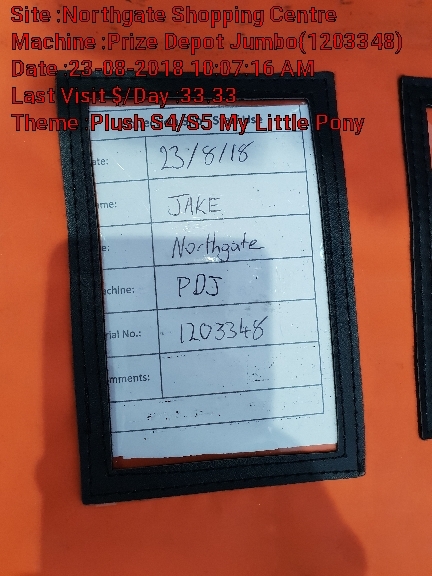 Site :Northgate Shopping Centre
Machine :Prize Depot Jumbo(1203348)
Date :23-08-2018 10:07:16 AM
Last Visit $/Day 33.33
Theme :Plush S4/S5 My Little Pony
ate: 23/8/18
me: JAKE
e: Northgate
chine: PDJ
ial No.: 1203348
mments: